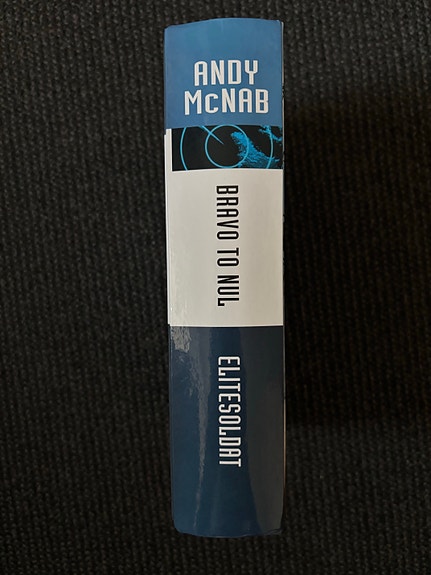 ANDY
McNAB
BRAVO TO NUL
ELITESOLDAT